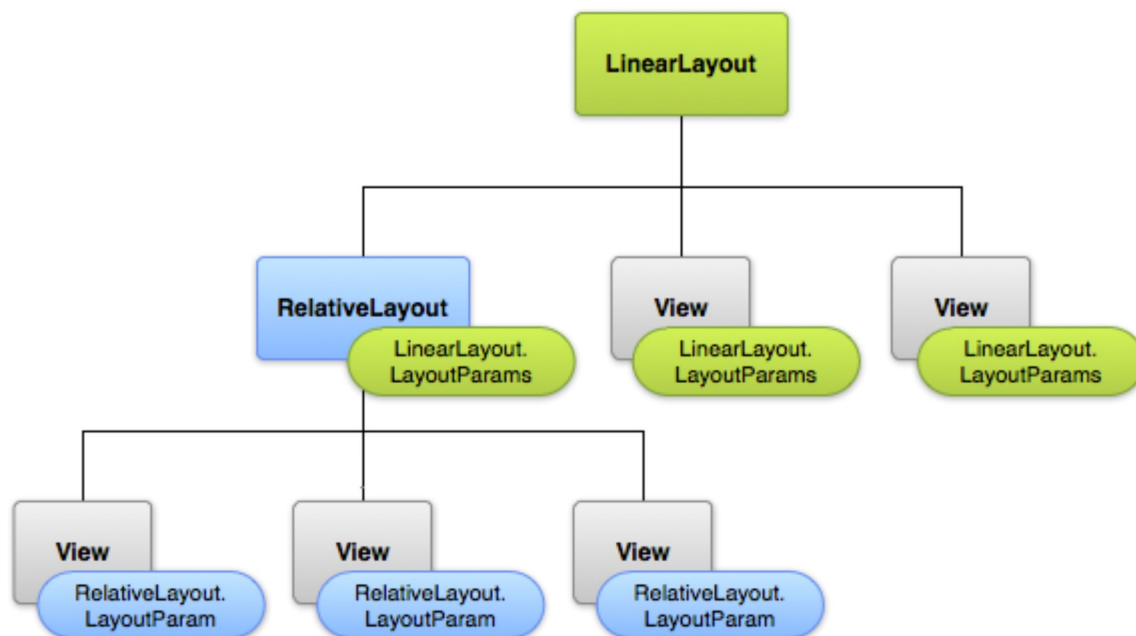 LinearLayout
RelativeLayout
LinearLayout.
LayoutParams
View
LinearLayout.
LayoutParams
View
LinearLayout.
LayoutParams
View
RelativeLayout.
LayoutParam
View
RelativeLayout.
LayoutParam
View
RelativeLayout.
LayoutParam